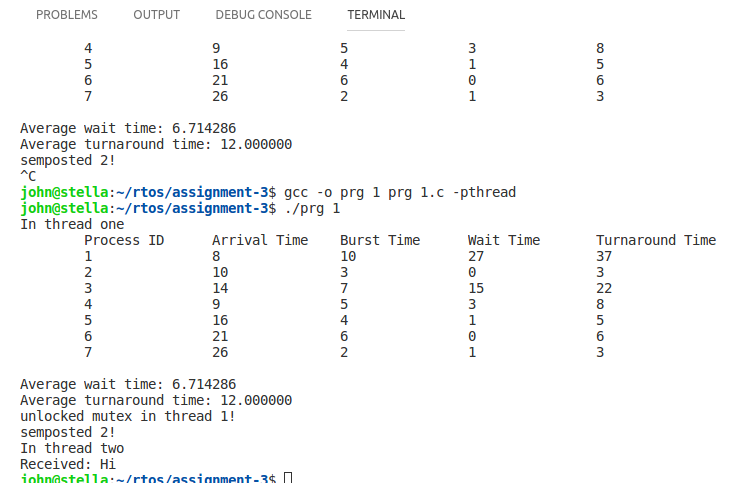 PROBLEMS OUTPUT DEBUG CONSOLE TERMINAL
4 9 5 3 8
5 16 4 1 5
6 21 6 0 6
7 26 2 1 3
Average wait time: 6.714286
Average turnaround time: 12.000000
semposted 2!
^C
john@stella:~/rtos/assignment-3$ gcc -o prg 1 prg 1.c -pthread
john@stella:~/rtos/assignment-3$ ./prg 1
In thread one
Process ID Arrival Time Burst Time Wait Time Turnaround Time
1 8 10 27 37
2 10 3 0 3
3 14 7 15 22
4 9 5 3 8
5 16 4 1 5
6 21 6 0 6
7 26 2 1 3
Average wait time: 6.714286
Average turnaround time: 12.000000
unlocked mutex in thread 1!
semposted 2!
In thread two
Received: Hi
john@stella:~/rtos/assignment-3$